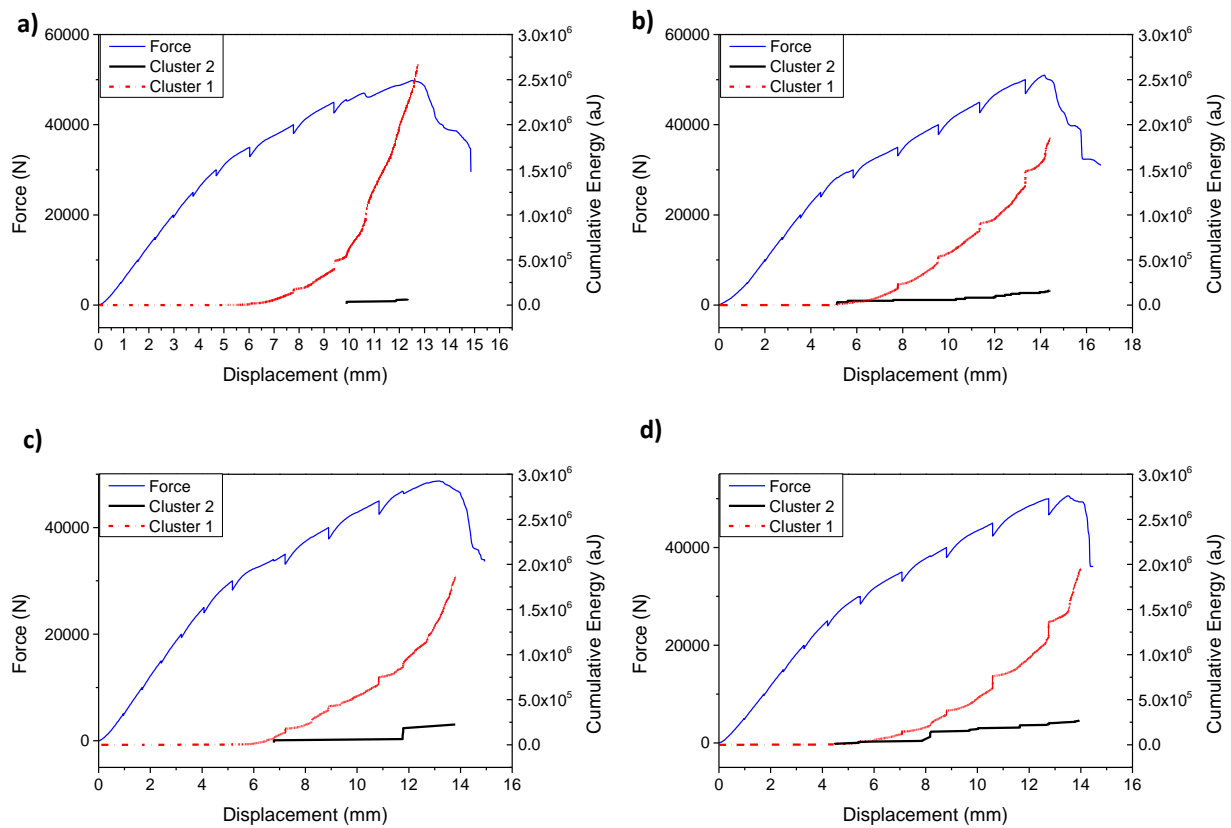 a)
Force
Cluster 2
Cluster 1
60000
40000
20000
0
Force (N)
3.0x10⁶
2.5x10⁶
2.0x10⁶
1.5x10⁶
1.0x10⁶
5.0x10⁵
0.0
Cumulative Energy (aJ)
0 1 2 3 4 5 6 7 8 9 10 11 12 13 14 15 16
Displacement (mm)
b)
Force
Cluster 2
Cluster 1
60000
40000
20000
0
Force (N)
3.0x10⁶
2.5x10⁶
2.0x10⁶
1.5x10⁶
1.0x10⁶
5.0x10⁵
0.0
Cumulative Energy (aJ)
0 2 4 6 8 10 12 14 16 18
Displacement (mm)
c)
Force
Cluster 2
Cluster 1
40000
20000
0
Force (N)
3.0x10⁶
2.5x10⁶
2.0x10⁶
1.5x10⁶
1.0x10⁶
5.0x10⁵
0.0
Cumulative Energy (aJ)
0 2 4 6 8 10 12 14 16
Displacement (mm)
d)
Force
Cluster 2
Cluster 1
40000
20000
0
Force (N)
3.0x10⁶
2.5x10⁶
2.0x10⁶
1.5x10⁶
1.0x10⁶
5.0x10⁵
0.0
Cumulative Energy (aJ)
0 2 4 6 8 10 12 14 16
Displacement (mm)